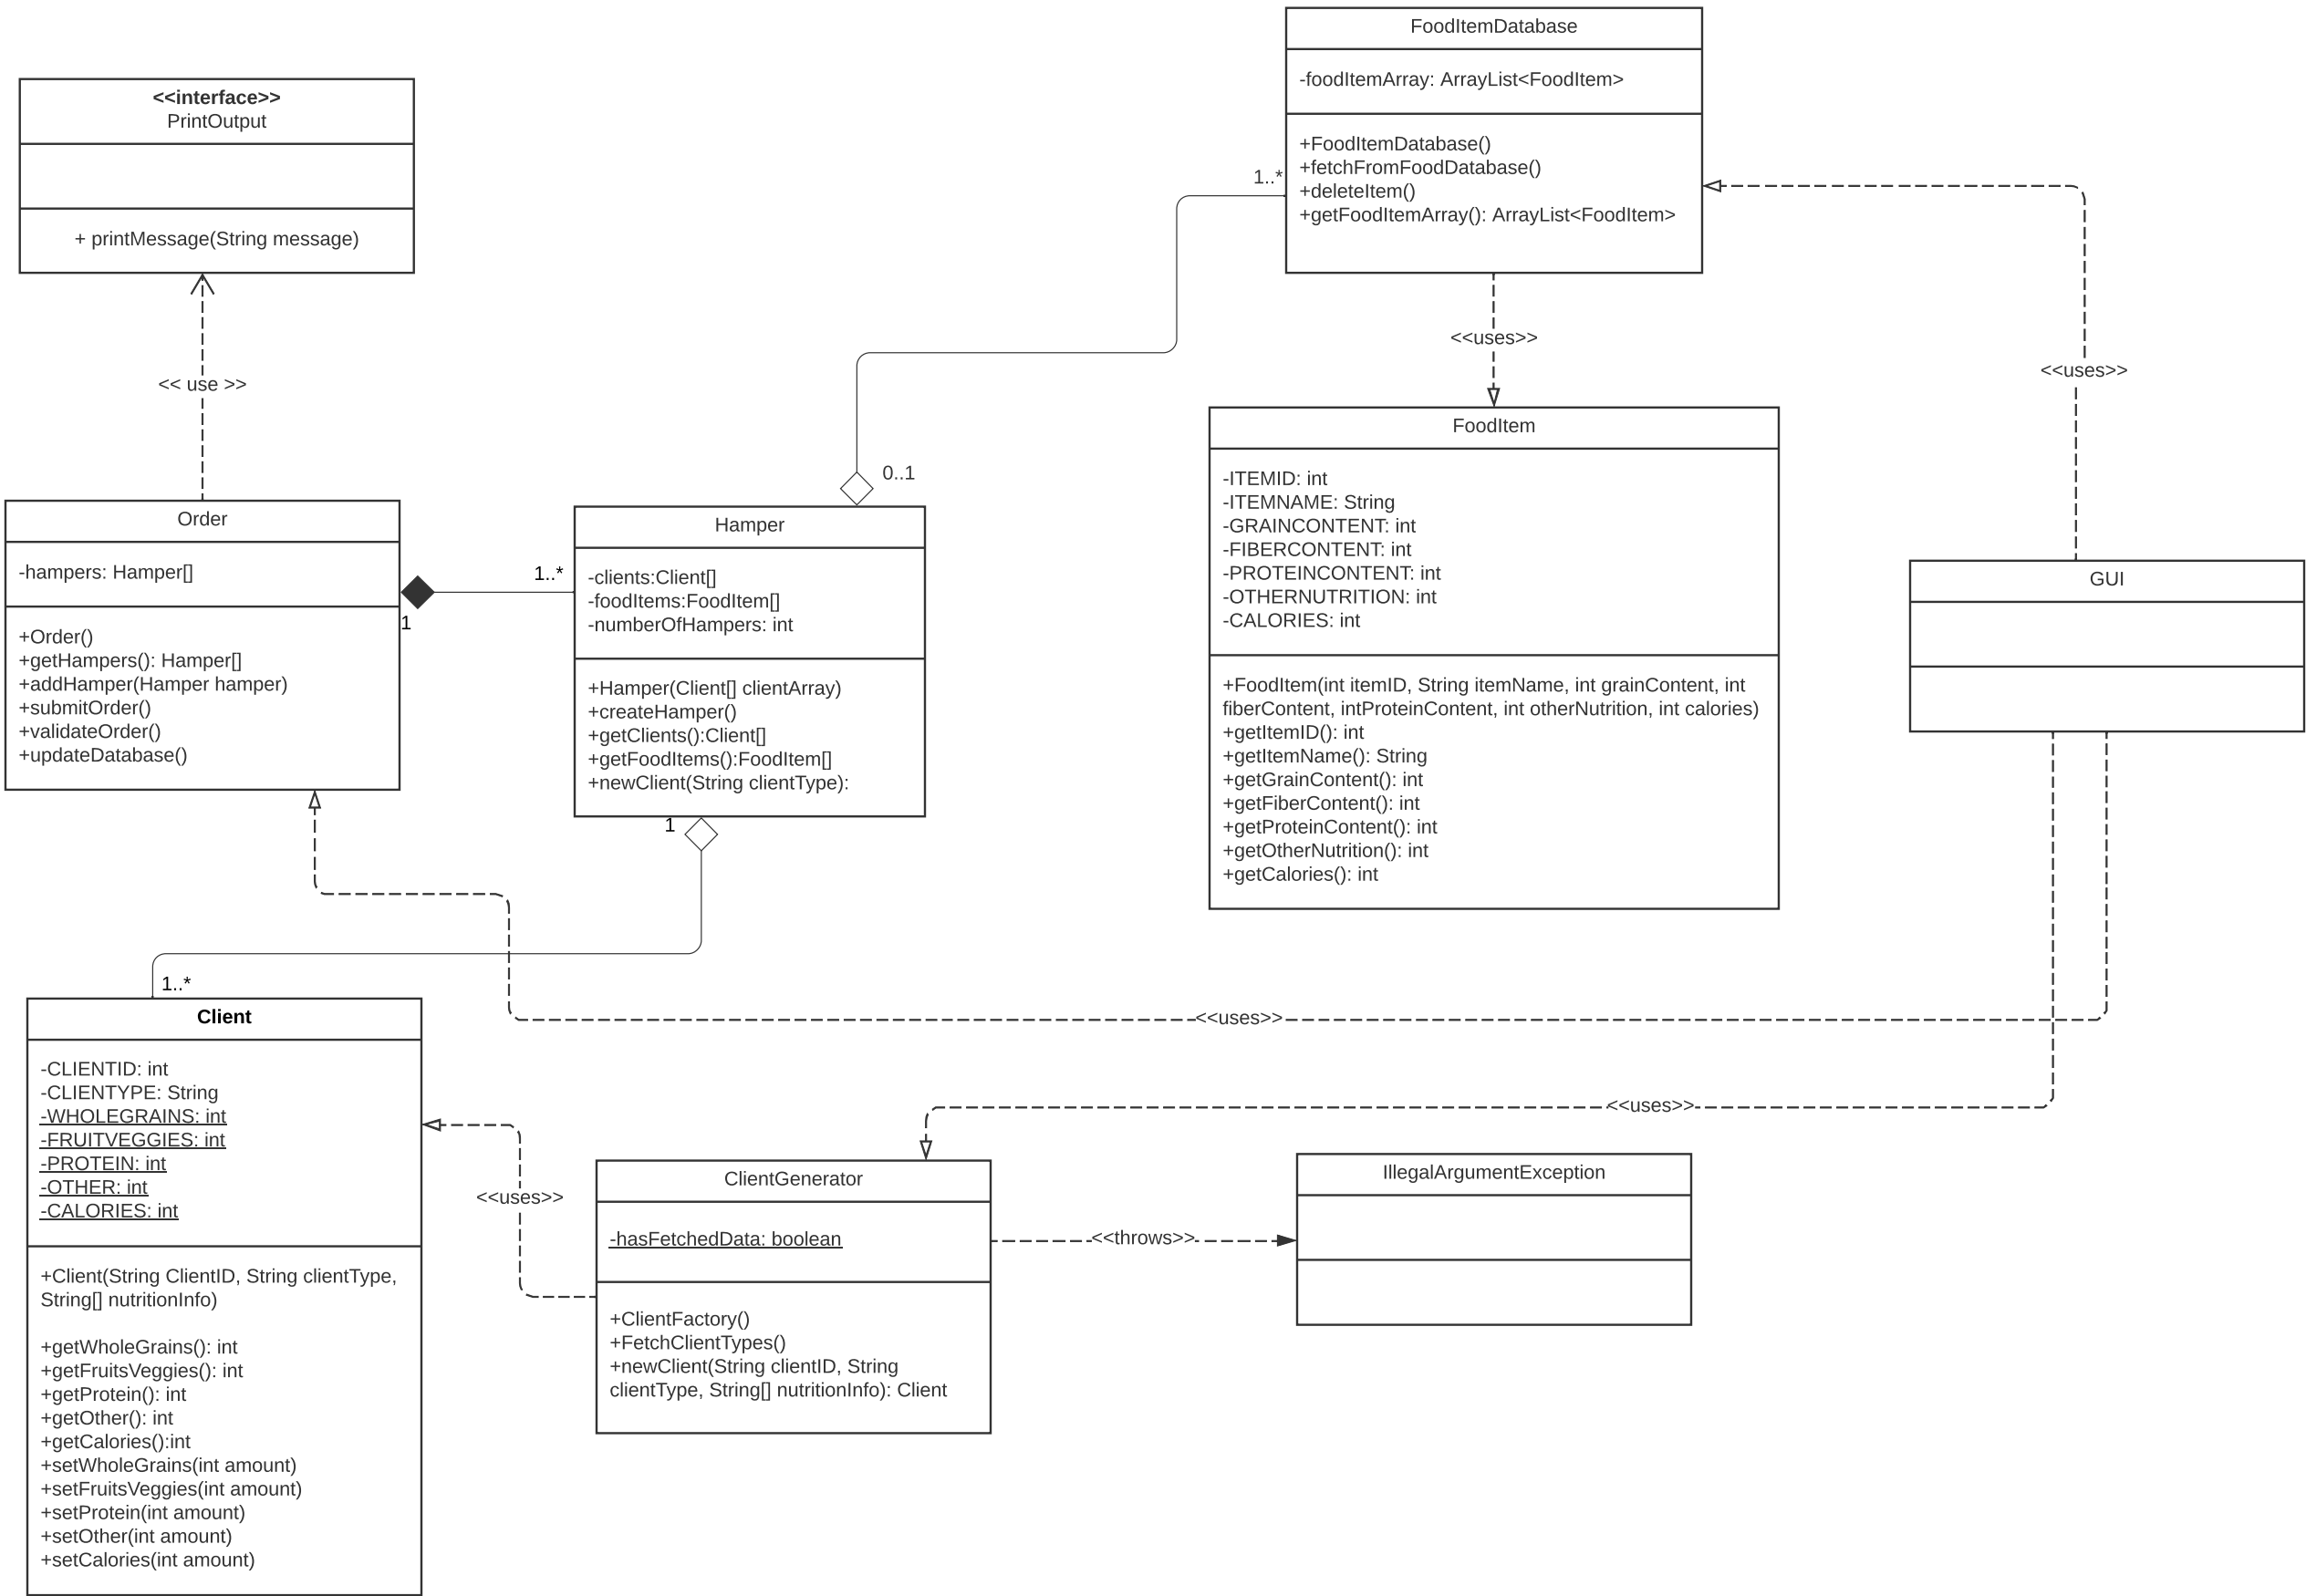 FoodItemDatabase
-foodItemArray: ArrayList<FoodItem>
+FoodItemDatabase()
+fetchFromFoodDatabase()
+deleteItem()
+getFoodItemArray(): ArrayList<FoodItem>
<<interface>>
PrintOutput
+ printMessage(String message)
1..*
<<uses>>
<<uses>>
<< use >>
0..1
FoodItem
-ITEMID: int
-ITEMNAME: String
-GRAINCONTENT: int
-FIBERCONTENT: int
-PROTEINCONTENT: int
-OTHERNUTRITION: int
-CALORIES: int
+FoodItem(int itemID, String itemName, int grainContent, int
fiberContent, intProteinContent, int otherNutrition, int calories)
+getItemID(): int
+getItemName(): String
+getGrainContent(): int
+getFiberContent(): int
+getProteinContent(): int
+getOtherNutrition(): int
+getCalories(): int
Order
-hampers: Hamper[]
+Order()
+getHampers(): Hamper[]
+addHamper(Hamper hamper)
+submitOrder()
+validateOrder()
+updateDatabase()
1..*
1
Hamper
-clients:Client[]
-foodItems:FoodItem[]
-numberOfHampers: int
+Hamper(Client[] clientArray)
+createHamper()
+getClients():Client[]
+getFoodItems():FoodItem[]
+newClient(String clientType):
GUI
1
1..*
<<uses>>
<<uses>>
Client
-CLIENTID: int
-CLIENTYPE: String
-WHOLEGRAINS: int
-FRUITVEGGIES: int
-PROTEIN: int
-OTHER: int
-CALORIES: int
+Client(String ClientID, String clientType,
String[] nutritionInfo)
+getWholeGrains(): int
+getFruitsVeggies(): int
+getProtein(): int
+getOther(): int
+getCalories():int
+setWholeGrains(int amount)
+setFruitsVeggies(int amount)
+setProtein(int amount)
+setOther(int amount)
+setCalories(int amount)
<<uses>>
ClientGenerator
-hasFetchedData: boolean
+ClientFactory()
+FetchClientTypes()
+newClient(String clientID, String
clientType, String[] nutritionInfo): Client
<<throws>>
IllegalArgumentException